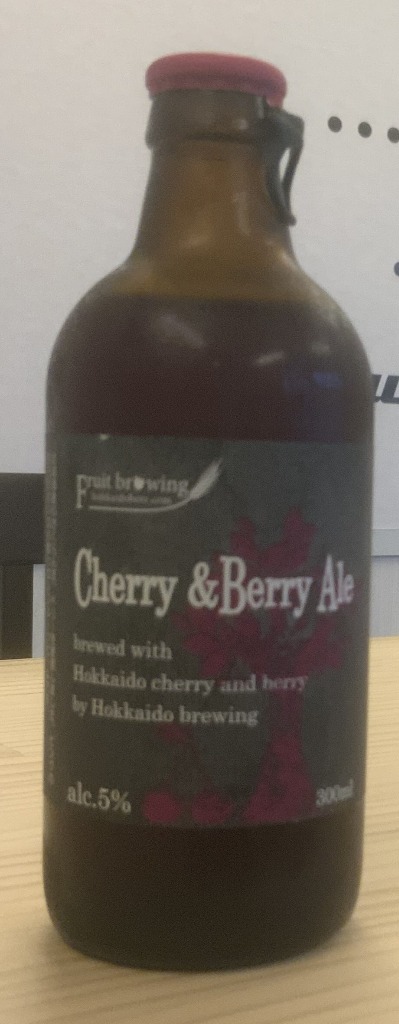 Fruit brewing
Cherry & Berry Ale
brewed with
Hokkaido cherry and berry
by Hokkaido brewing
alc.5%
300ml